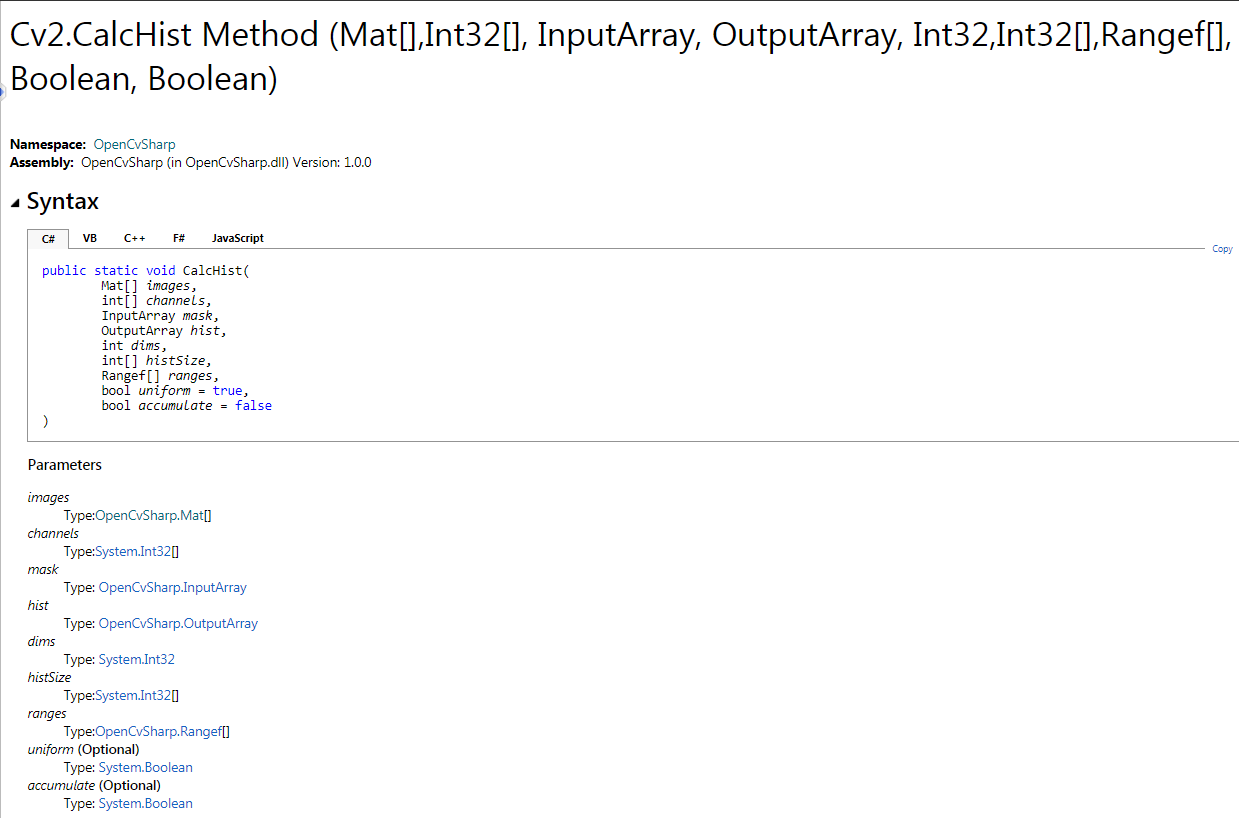 Cv2.CalcHist Method (Mat[],Int32[], InputArray, OutputArray, Int32,Int32[],Rangef[],
Boolean, Boolean)
Namespace: OpenCvSharp
Assembly: OpenCvSharp (in OpenCvSharp.dll) Version: 1.0.0
Syntax
C# VB C++ F# JavaScript
Copy
public static void CalcHist(
Mat[] images,
int[] channels,
InputArray mask,
OutputArray hist,
int dims,
int[] histSize,
Rangef[] ranges,
bool uniform = true,
bool accumulate = false
)
Parameters
images
Type:OpenCvSharp.Mat[]
channels
Type:System.Int32[]
mask
Type: OpenCvSharp.InputArray
hist
Type: OpenCvSharp.OutputArray
dims
Type: System.Int32
histSize
Type:System.Int32[]
ranges
Type:OpenCvSharp.Rangef[]
uniform (Optional)
Type: System.Boolean
accumulate (Optional)
Type: System.Boolean